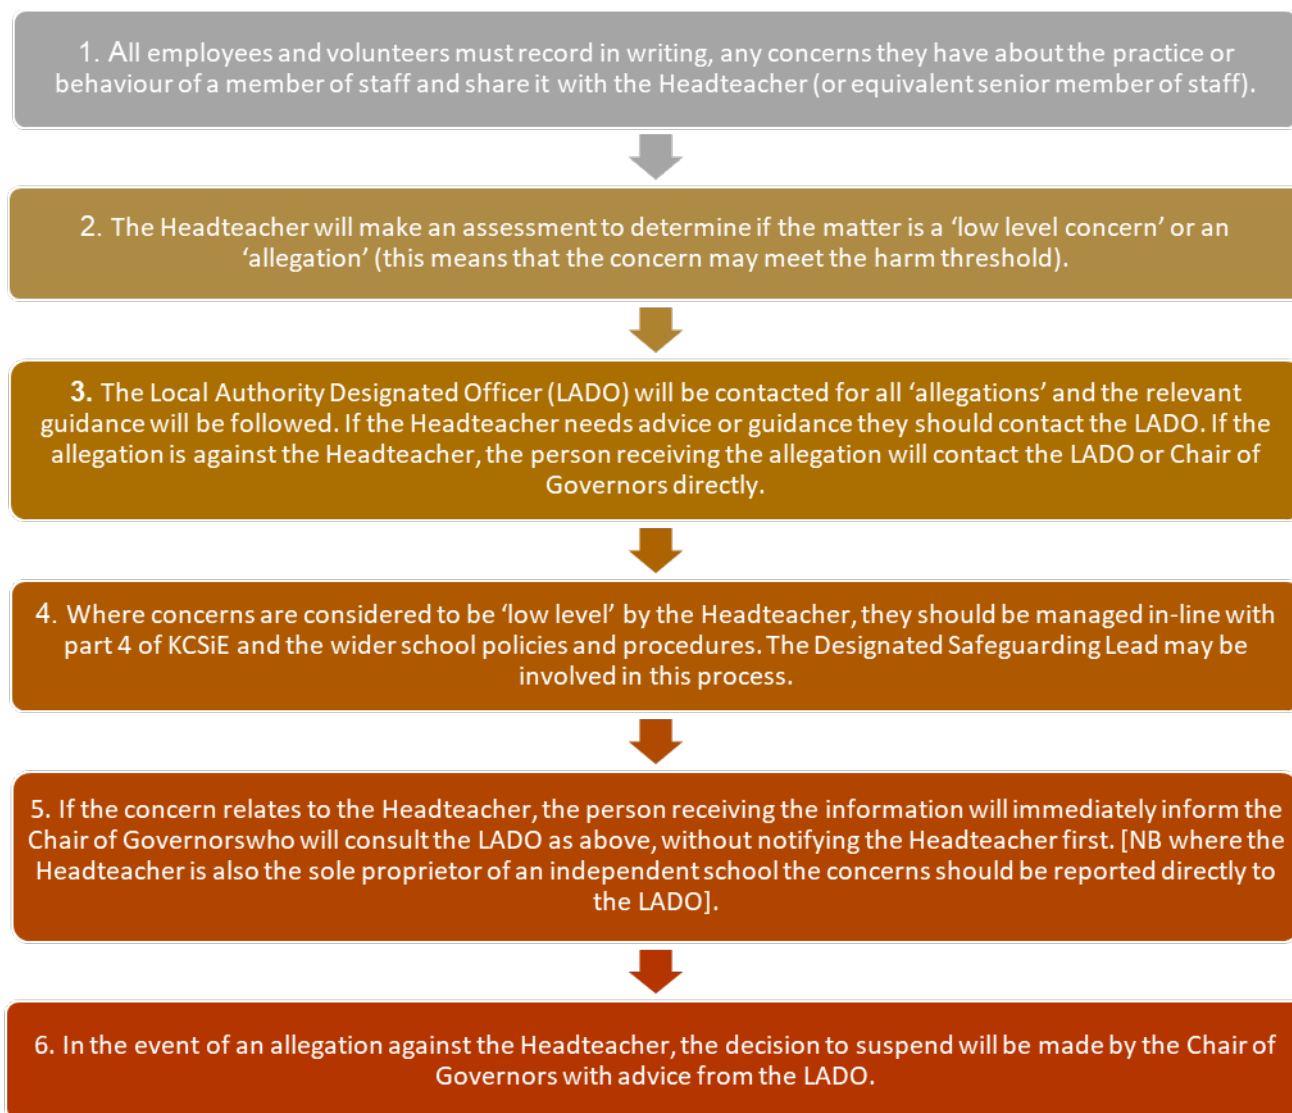 1. All employees and volunteers must record in writing, any concerns they have about the practice or
behaviour of a member of staff and share it with the Headteacher (or equivalent senior member of staff).
2. The Headteacher will make an assessment to determine if the matter is a ‘low level concern’ or an
‘allegation’ (this means that the concern may meet the harm threshold).
3. The Local Authority Designated Officer (LADO) will be contacted for all ‘allegations’ and the relevant
guidance will be followed. If the Headteacher needs advice or guidance they should contact the LADO. If the
allegation is against the Headteacher, the person receiving the allegation will contact the LADO or Chair of
Governors directly.
4. Where concerns are considered to be ‘low level’ by the Headteacher, they should be managed in-line with
part 4 of KCSiE and the wider school policies and procedures. The Designated Safeguarding Lead may be
involved in this process.
5. If the concern relates to the Headteacher, the person receiving the information will immediately inform the
Chair of Governorswho will consult the LADO as above, without notifying the Headteacher first. [NB where the
Headteacher is also the sole proprietor of an independent school the concerns should be reported directly to
the LADO].
6. In the event of an allegation against the Headteacher, the decision to suspend will be made by the Chair of
Governors with advice from the LADO.